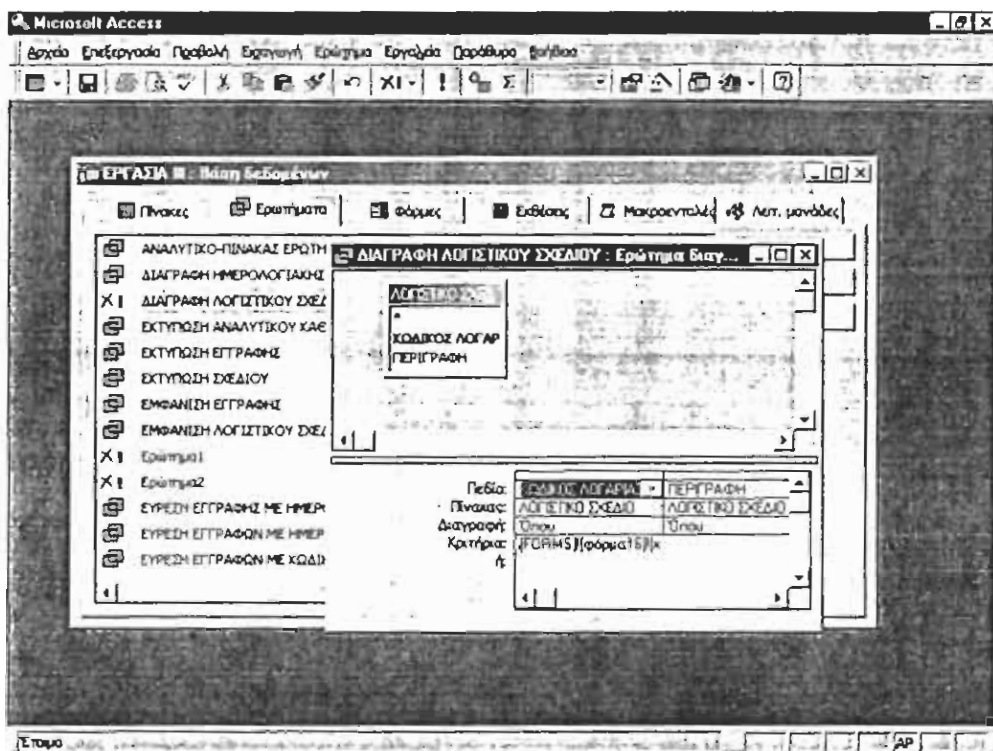 Microsoft Access
Αρχείο Επεξεργασία Προβολή Εισαγωγή Ερώτημα Εργαλεία Παράθυρο Βοήθεια
ΕΡΓΑΣΙΑ : Βάση δεδομένων
Πίνακες Ερωτήματα Φόρμες Εκθέσεις Μακροεντολές Λειτ. μονάδες
ΑΝΑΛΥΤΙΚΟ-ΠΙΝΑΚΑΣ ΕΡΩΤΗ
ΔΙΑΓΡΑΦΗ ΗΜΕΡΟΛΟΓΙΑΚΗΣ
ΔΙΑΓΡΑΦΗ ΛΟΓΙΣΤΙΚΟΥ ΣΧΕΔ
ΕΚΤΥΠΩΣΗ ΑΝΑΛΥΤΙΚΟΥ ΚΑΘ
ΕΚΤΥΠΩΣΗ ΕΓΓΡΑΦΗΣ
ΕΚΤΥΠΩΣΗ ΣΧΕΔΙΟΥ
ΕΜΦΑΝΙΣΗ ΕΓΓΡΑΦΗΣ
ΕΜΦΑΝΙΣΗ ΛΟΓΙΣΤΙΚΟΥ ΣΧΕΔ
Ερώτημα1
Ερώτημα2
ΕΥΡΕΣΗ ΕΓΓΡΑΦΗΣ ΜΕ ΗΜΕΡΟ
ΕΥΡΕΣΗ ΕΓΓΡΑΦΩΝ ΜΕ ΗΜΕΡ
ΕΥΡΕΣΗ ΕΓΓΡΑΦΩΝ ΜΕ ΚΩΔΙΚ
ΔΙΑΓΡΑΦΗ ΛΟΓΙΣΤΙΚΟΥ ΣΧΕΔΙΟΥ : Ερώτημα διαγ...
ΛΟΓΙΣΤΙΚΟ
*
ΚΩΔΙΚΟΣ ΛΟΓΑΡ
ΠΕΡΙΓΡΑΦΗ
Πεδίο: ΚΩΔΙΚΟΣ ΛΟΓΑΡΙΑ ΠΕΡΙΓΡΑΦΗ
Πίνακας: ΛΟΓΙΣΤΙΚΟ ΣΧΕΔΙΟ ΛΟΓΙΣΤΙΚΟ ΣΧΕΔΙΟ
Διαγραφή: Όπου Όπου
Κριτήρια: [FORMS]![φόρμα16]![κ
ή:
Έτοιμο AP